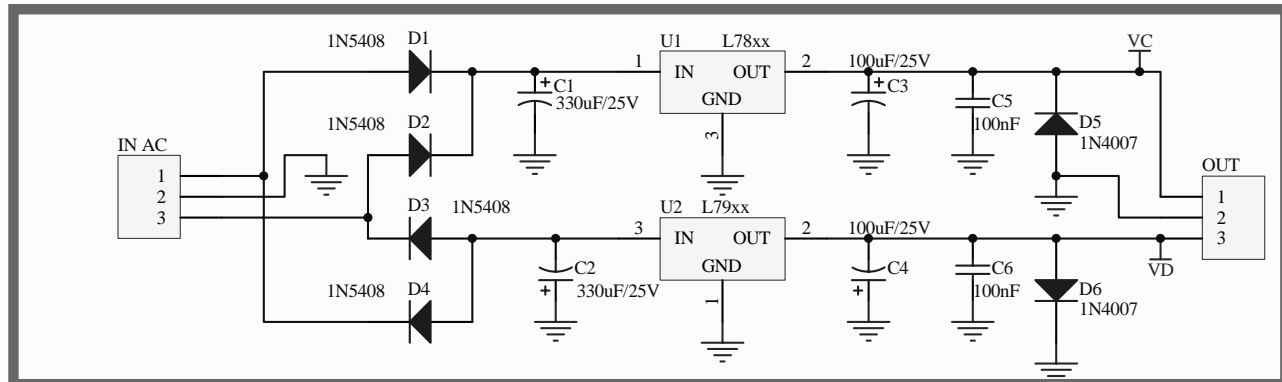 D1
1N5408
U1 L78xx
1 IN OUT 2
GND
3
100uF/25V
VC
C1
330uF/25V
C3
C5
100nF
D5
1N4007
1N5408
D2
IN AC
1
2
3
OUT
1
2
3
D3
1N5408
U2 L79xx
3 IN OUT 2
GND
1
100uF/25V
VD
C2
330uF/25V
C4
C6
100nF
D6
1N4007
1N5408
D4